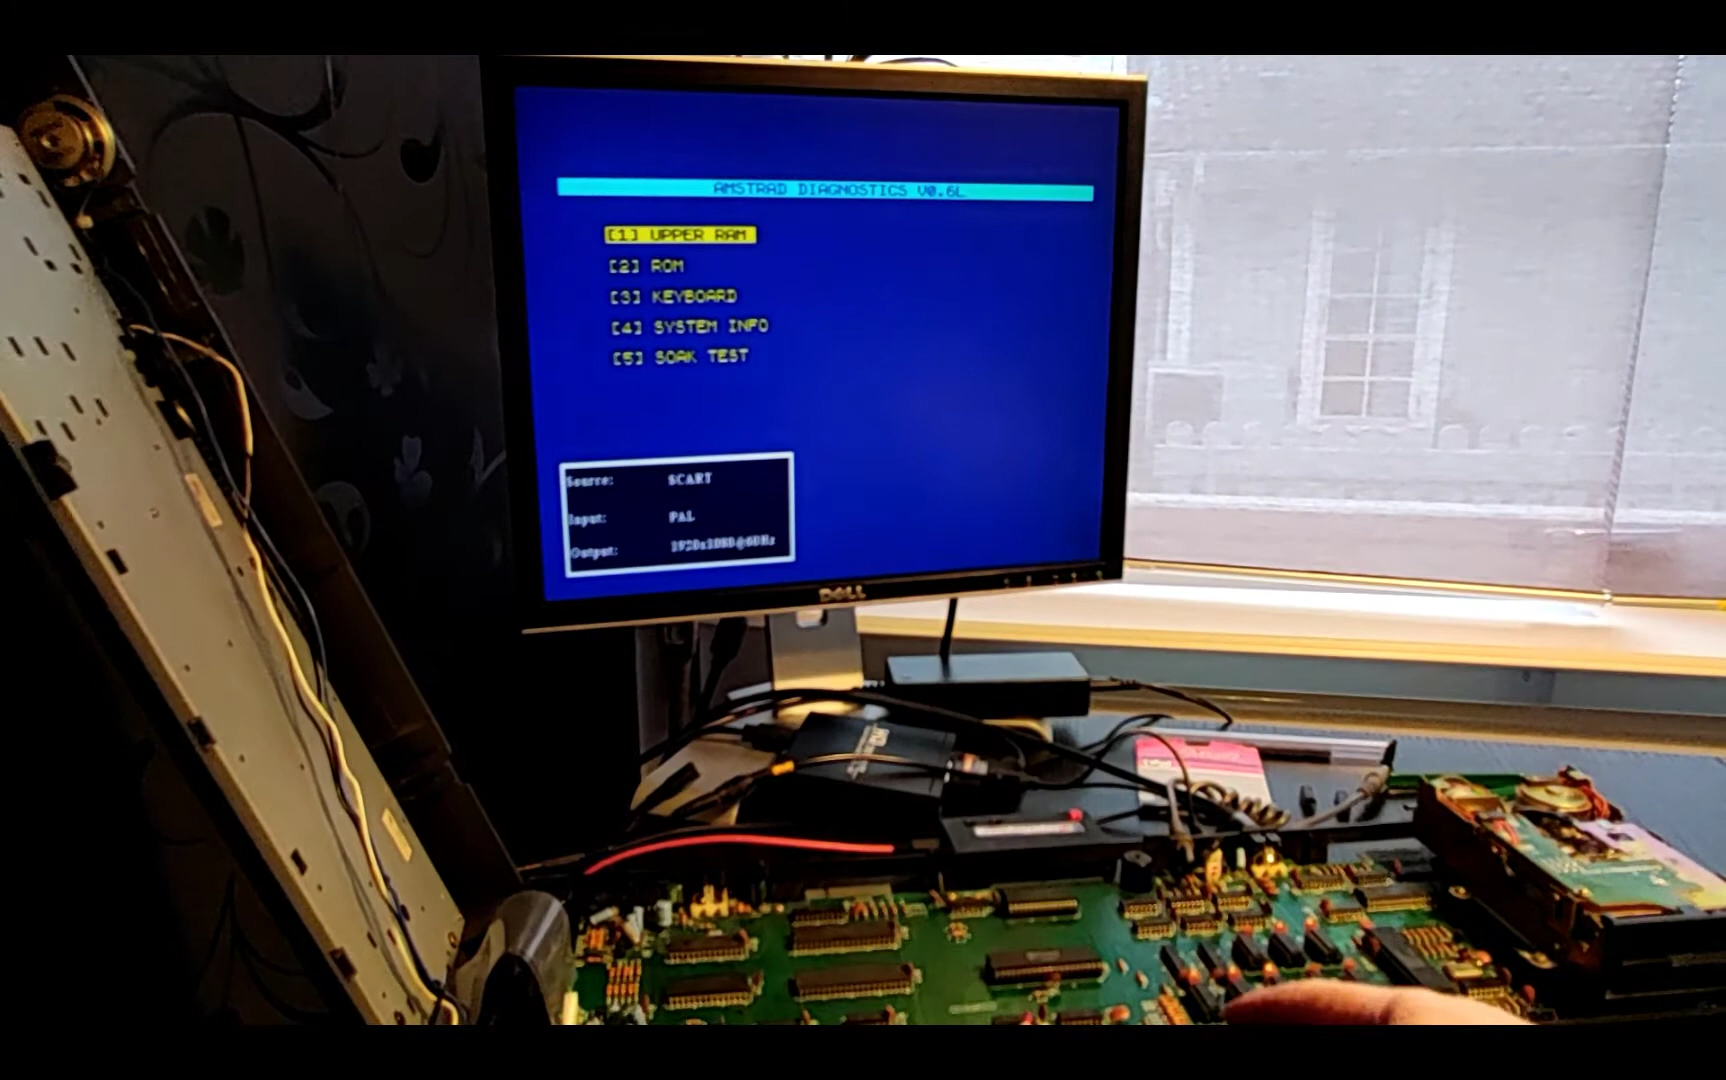 AMSTRAD DIAGNOSTICS V0.6L
[1] UPPER RAM
[2] ROM
[3] KEYBOARD
[4] SYSTEM INFO
[5] SOAK TEST
Source: SCART
Input: PAL
Output: 1920x1080@60Hz
DELL